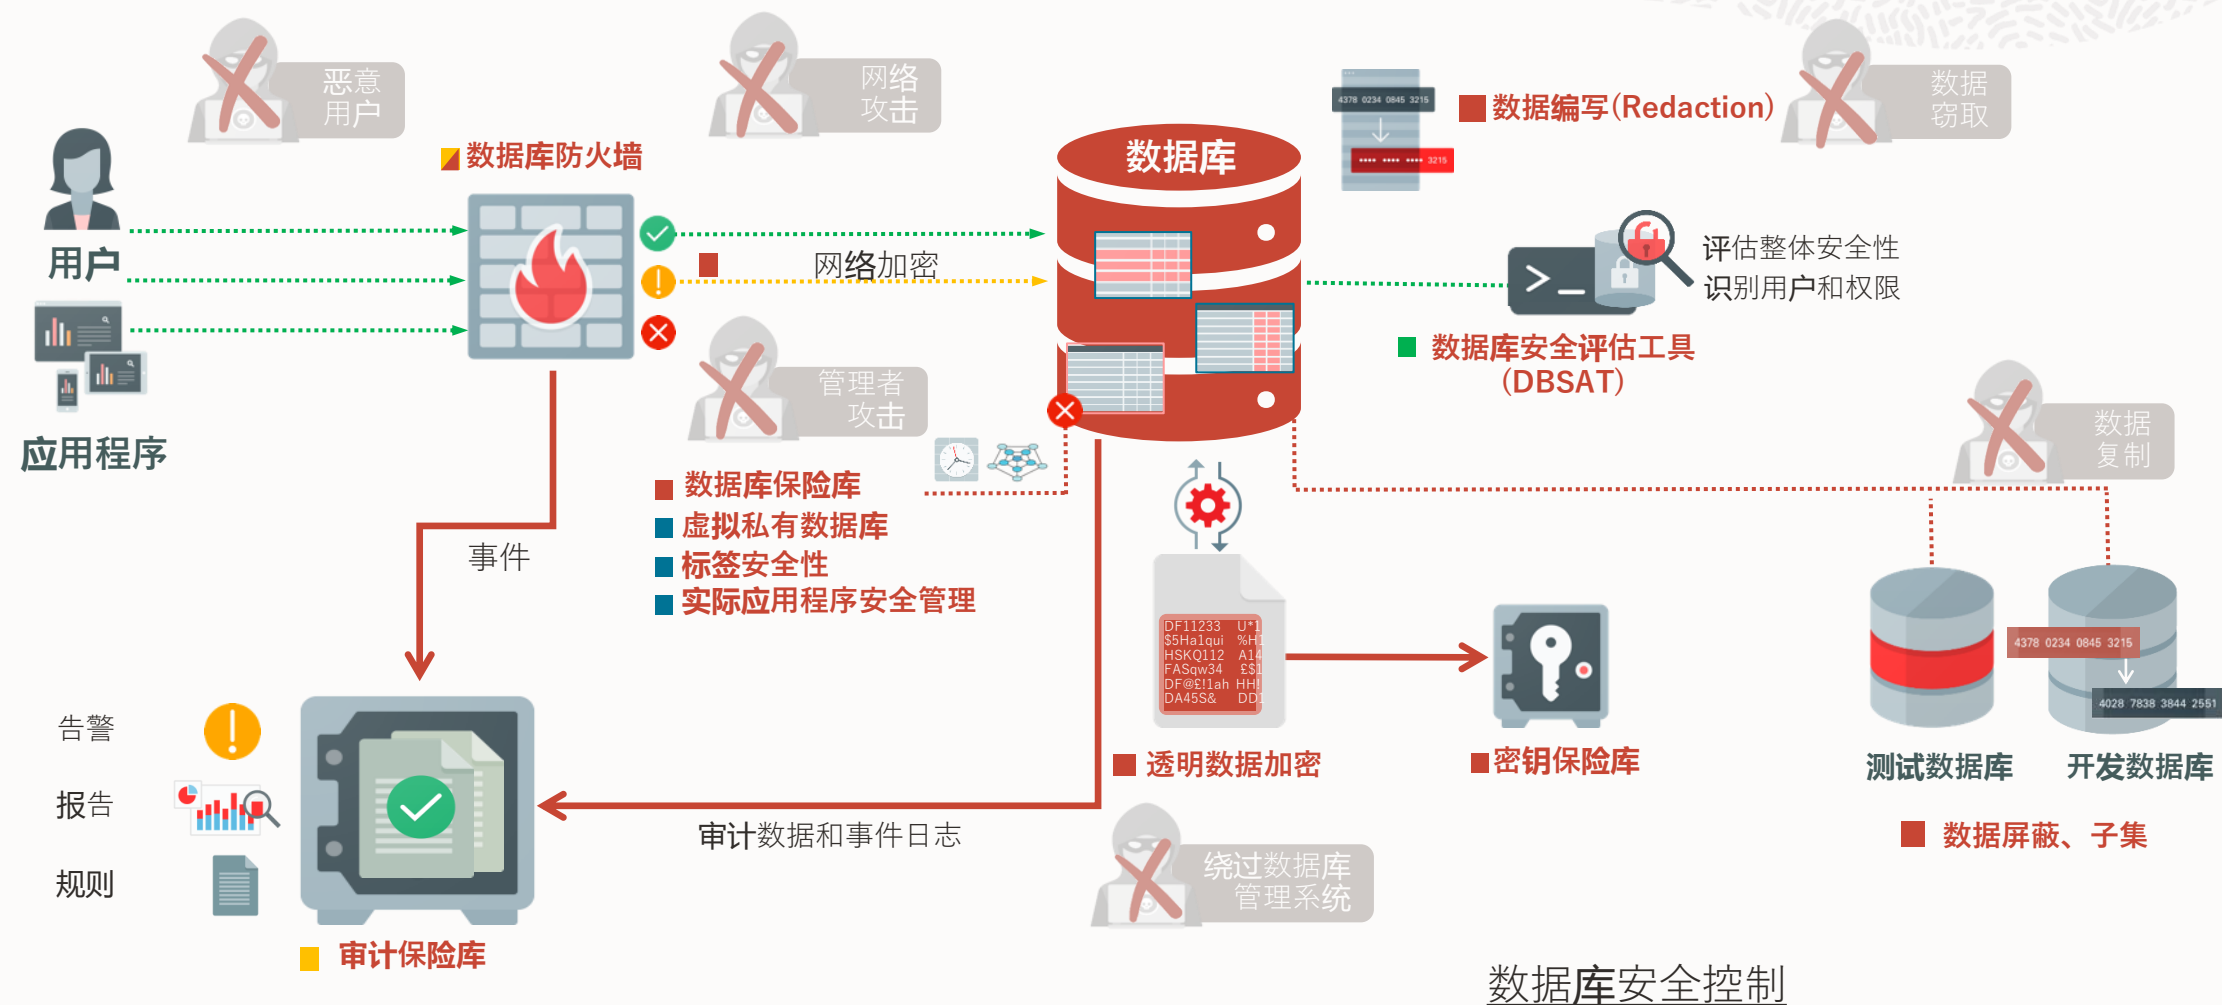 恶意
用户
网络
攻击
数据
窃取
4378 0234 0845 3215
数据编写(Redaction)
•••• •••• •••• 3215
数据库防火墙
数据库
用户
网络加密
评估整体安全性
识别用户和权限
数据库安全评估工具
(DBSAT)
应用程序
管理者
攻击
数据
复制
数据库保险库
虚拟私有数据库
标签安全性
实际应用程序安全管理
事件
DF11233 U*1
$5Ha1qui %H1
HSKQ112 A14
FASqw34 £$1
DF@£!1ah HH!
DA45S& DD1
4378 0234 0845 3215
4028 7838 3844 2551
告警
报告
规则
透明数据加密
密钥保险库
测试数据库
开发数据库
数据屏蔽、子集
审计数据和事件日志
绕过数据库
管理系统
审计保险库
数据库安全控制